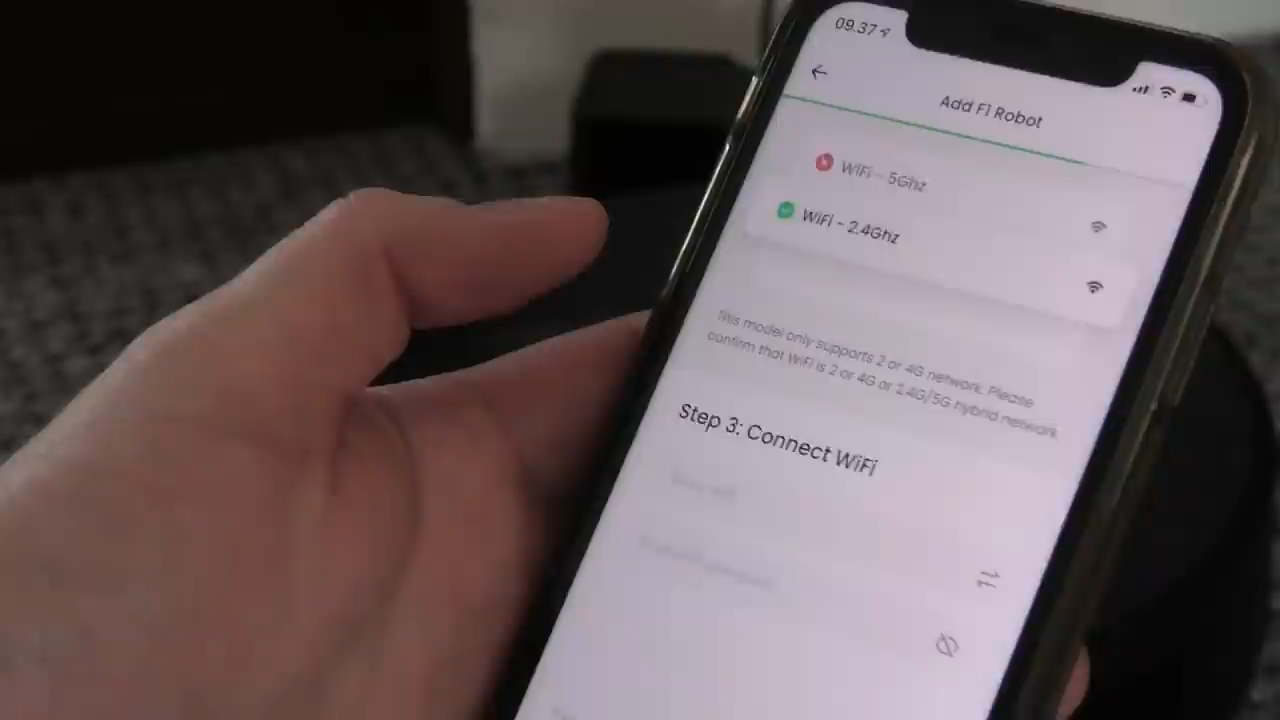 09.37
Add F1 Robot
WiFi - 5Ghz
WiFi - 2.4Ghz
This model only supports 2 or 4G network. Please
confirm that WiFi is 2 or 4G or 2.4G/5G hybrid network
Step 3: Connect WiFi